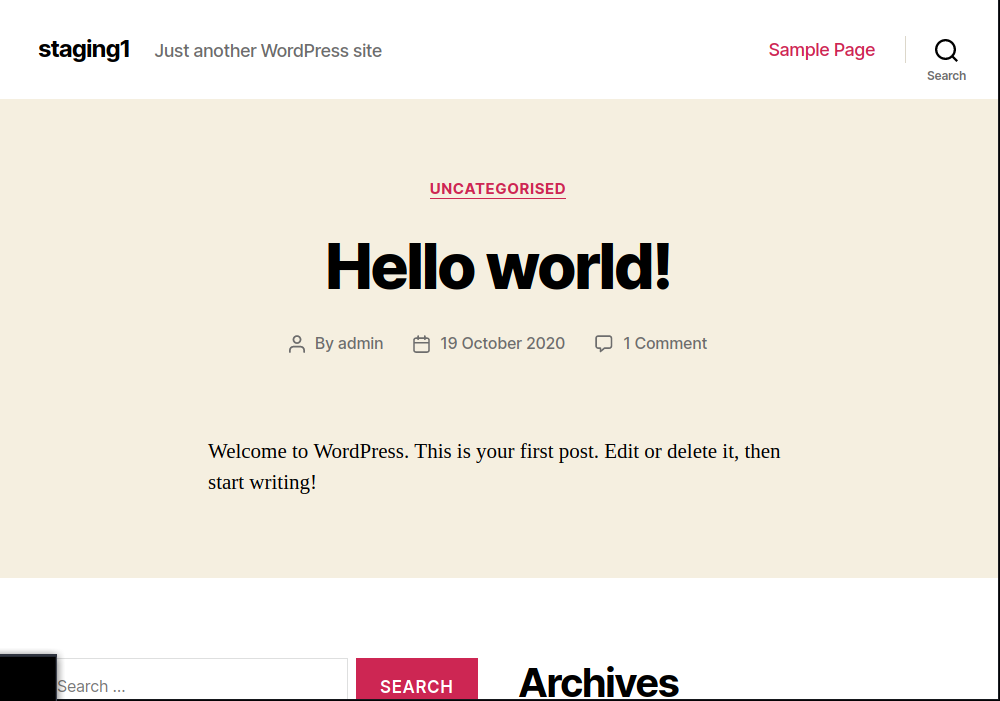 staging1 Just another WordPress site Sample Page
Search
UNCATEGORISED
Hello world!
By admin 19 October 2020 1 Comment
Welcome to WordPress. This is your first post. Edit or delete it, then
start writing!
Search … SEARCH Archives